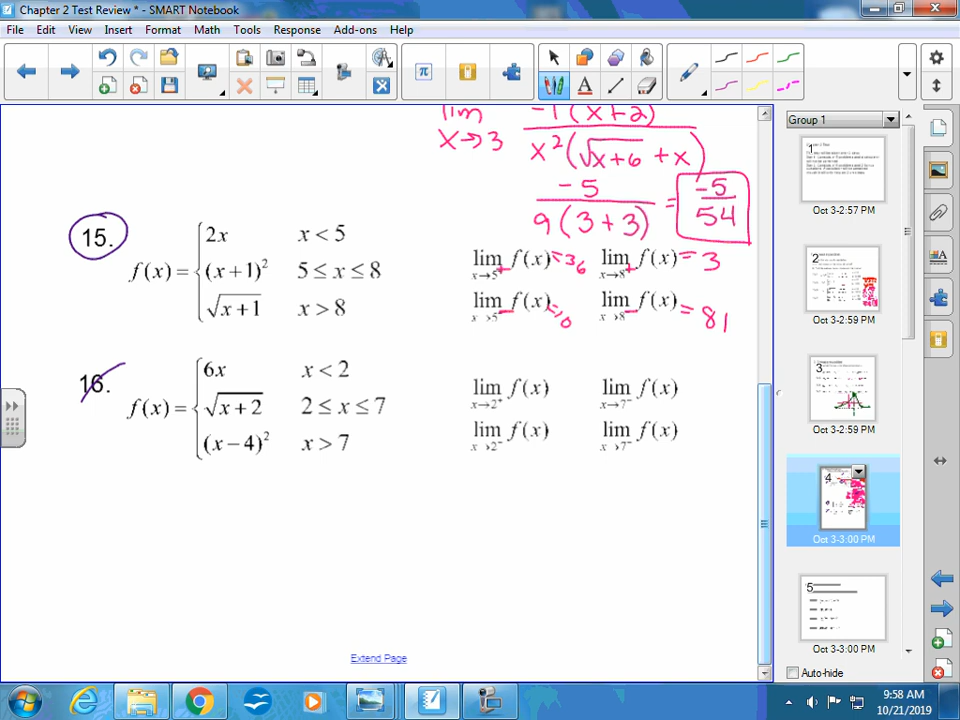 Chapter 2 Test Review * - SMART Notebook
File Edit View Insert Format Math Tools Response Add-ons Help
π
A
Group 1
lim x→3 -1(x+2) / x²(√x+6 + x)
-5 / 9(3+3) = -5/54
15.
f(x) = { 2x x < 5
(x+1)² 5 ≤ x ≤ 8
√x+1 x > 8
lim x→5⁺ f(x) = 36 lim x→8⁺ f(x) = 3
lim x→5⁻ f(x) = 10 lim x→8⁻ f(x) = 81
16.
f(x) = { 6x x < 2
√x+2 2 ≤ x ≤ 7
(x−4)² x > 7
lim x→2⁺ f(x) lim x→7⁺ f(x)
lim x→2⁻ f(x) lim x→7⁻ f(x)
Extend Page
1
Oct 3-2:57 PM
2
Oct 3-2:59 PM
3
Oct 3-2:59 PM
4
Oct 3-3:00 PM
5
Oct 3-3:00 PM
Auto-hide
9:58 AM
10/21/2019